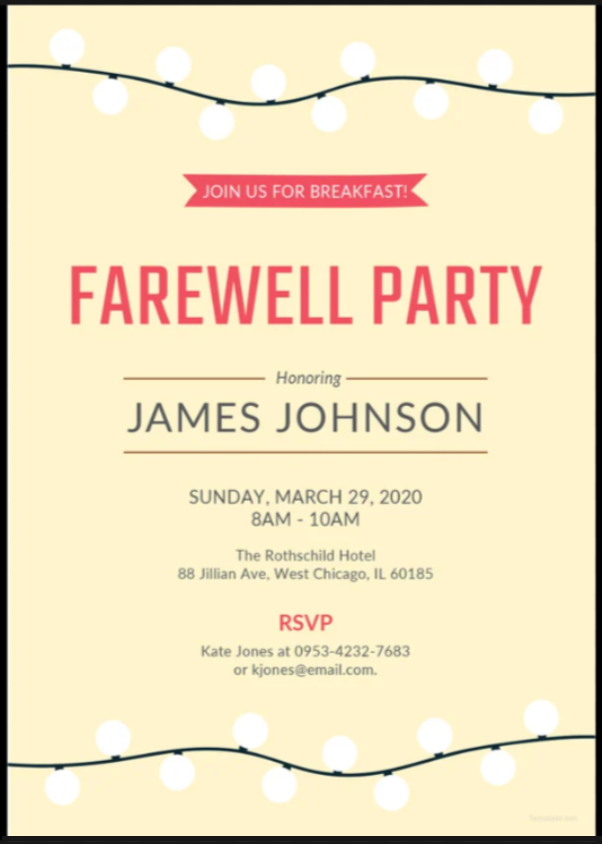 JOIN US FOR BREAKFAST!
FAREWELL PARTY
Honoring
JAMES JOHNSON
SUNDAY, MARCH 29, 2020
8AM - 10AM
The Rothschild Hotel
88 Jillian Ave, West Chicago, IL 60185
RSVP
Kate Jones at 0953-4232-7683
or kjones@email.com.